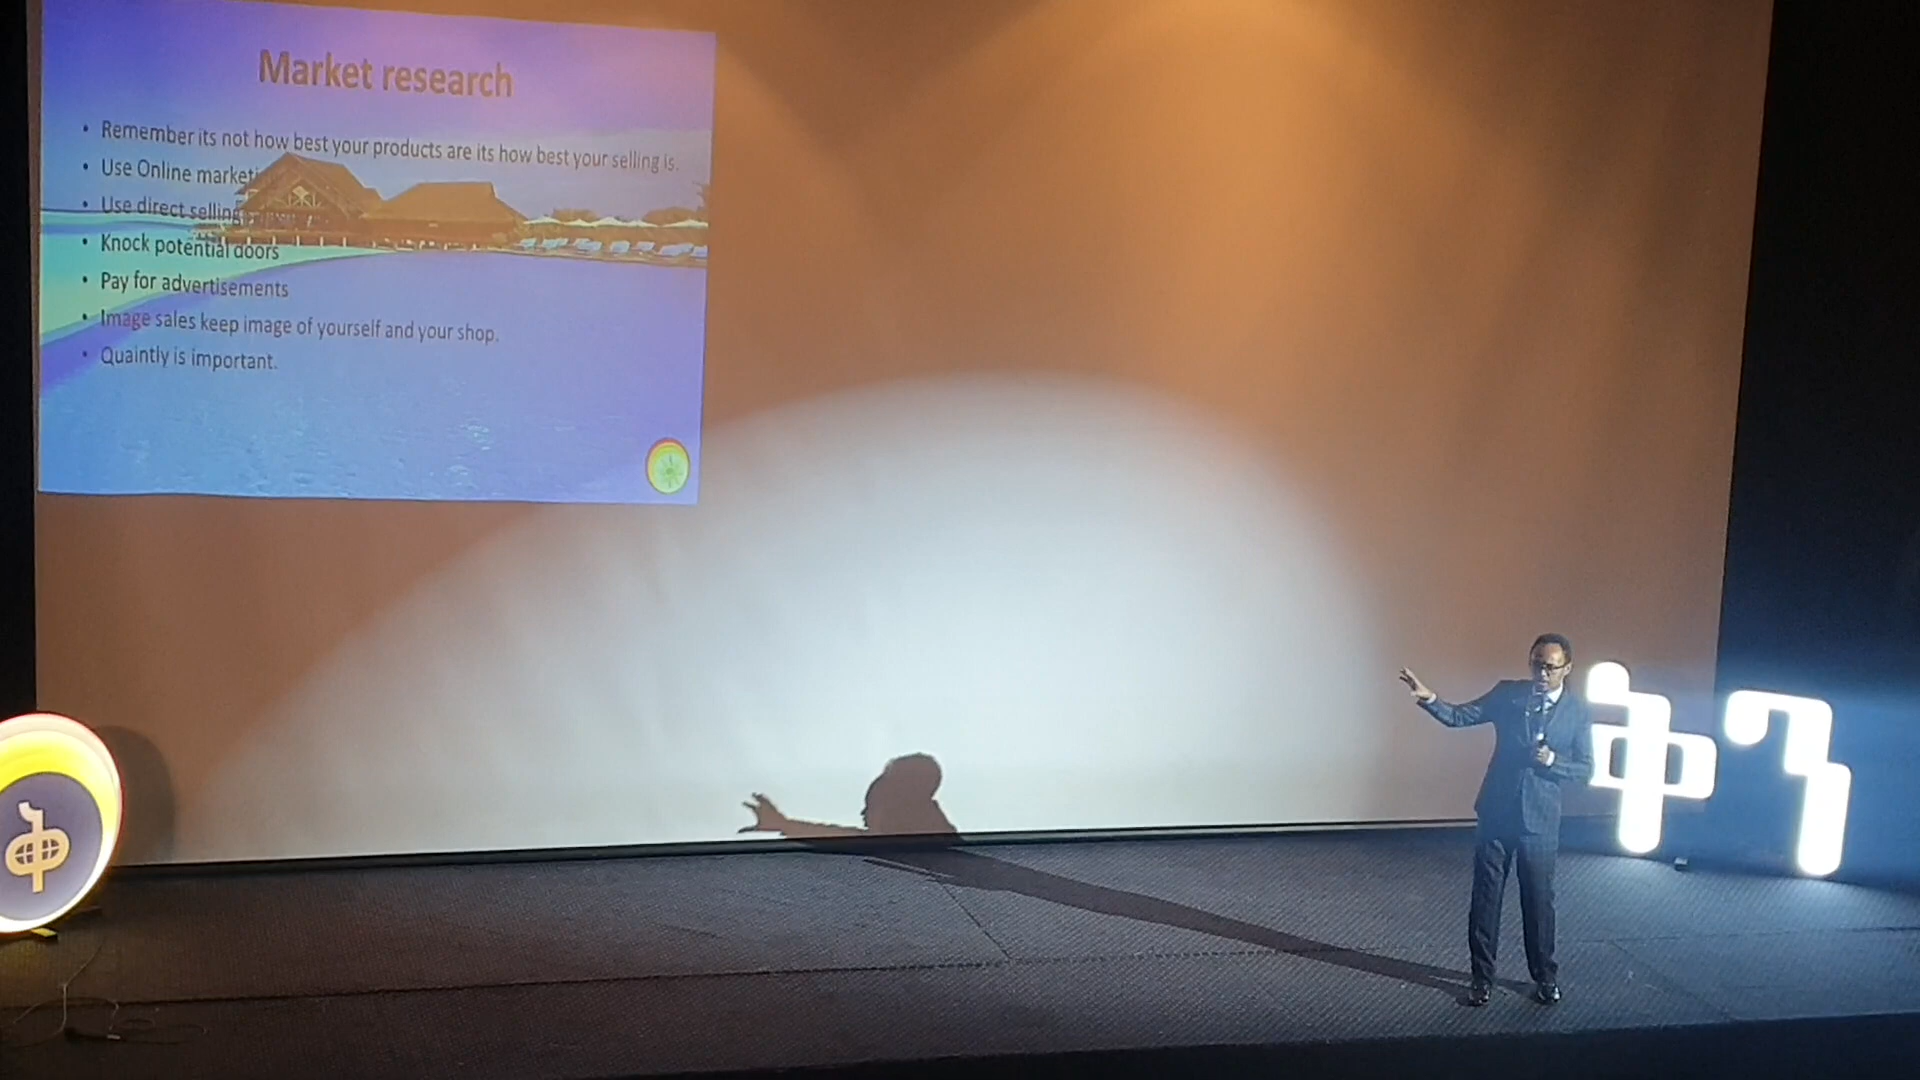 Market research
• Remember its not how best your products are its how best your selling is.
• Use Online marketi
• Use direct selling
• Knock potential doors
• Pay for advertisements
• Image sales keep image of yourself and your shop.
• Quaintly is important.
ቅን